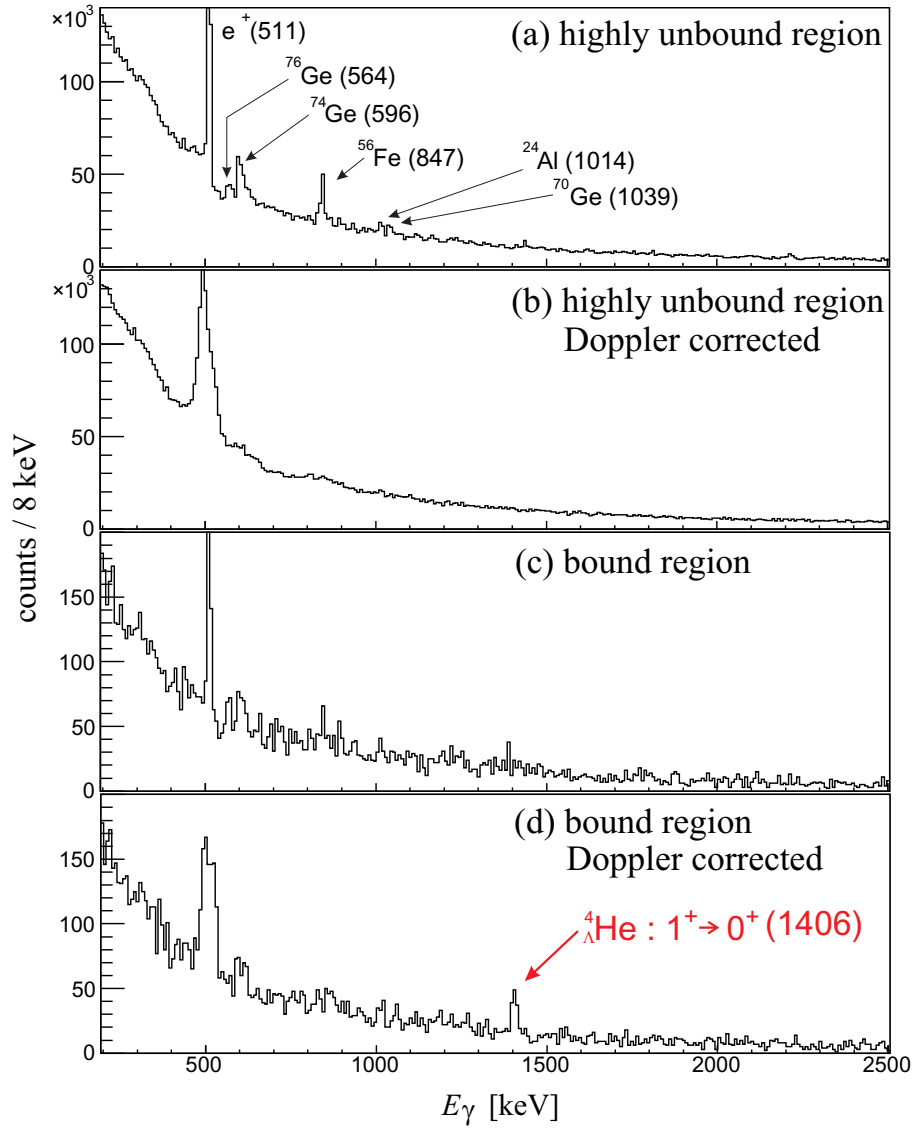 ×10³
e⁺(511)
(a) highly unbound region
⁷⁶Ge (564)
⁷⁴Ge (596)
⁵⁶Fe (847)
²⁴Al (1014)
⁷⁰Ge (1039)
100
50
0
×10³
(b) highly unbound region
Doppler corrected
100
50
0
counts / 8 keV
(c) bound region
150
100
50
0
(d) bound region
Doppler corrected
⁴ΛHe : 1⁺→ 0⁺ (1406)
150
100
50
0
500 1000 1500 2000 2500
Eγ [keV]